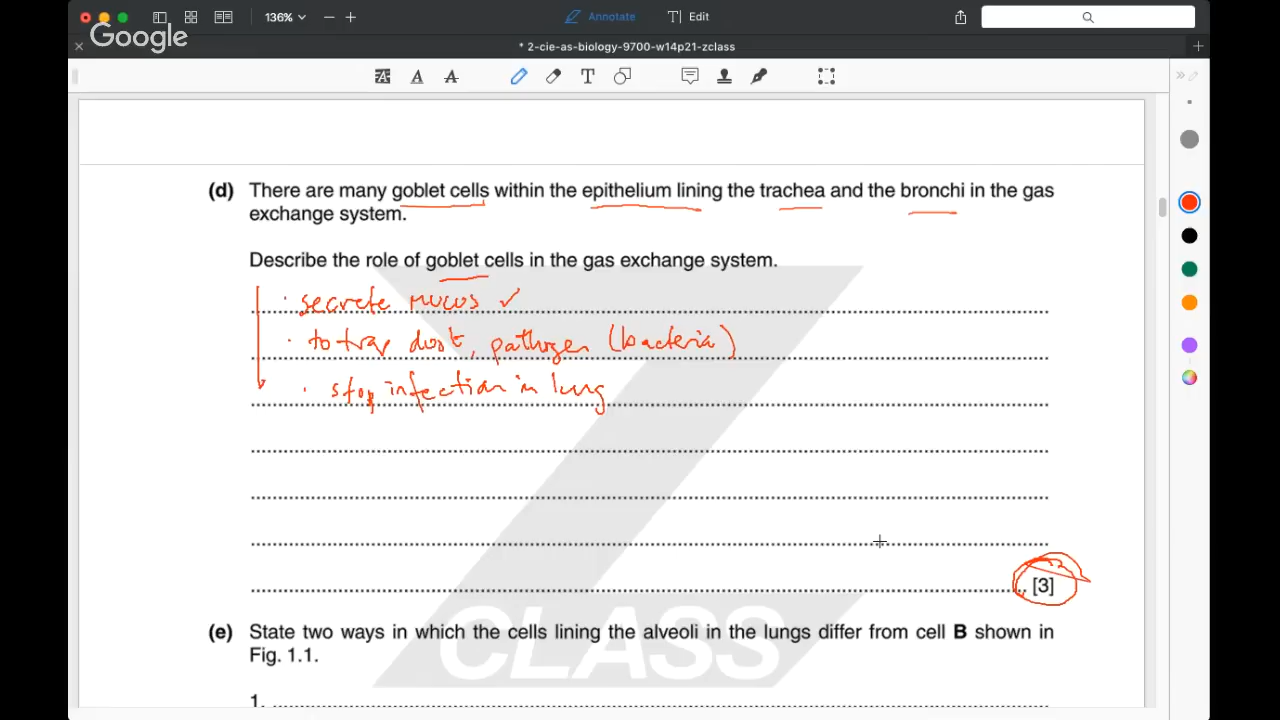 136%
Annotate
T Edit
Google
* 2-cie-as-biology-9700-w14p21-zclass
(d) There are many goblet cells within the epithelium lining the trachea and the bronchi in the gas
exchange system.
Describe the role of goblet cells in the gas exchange system.
· secrete mucos ✓
· to trap dust, pathogen (bacteria)
· stop infection in lung
[3]
CLASS
(e) State two ways in which the cells lining the alveoli in the lungs differ from cell B shown in
Fig. 1.1.
1.